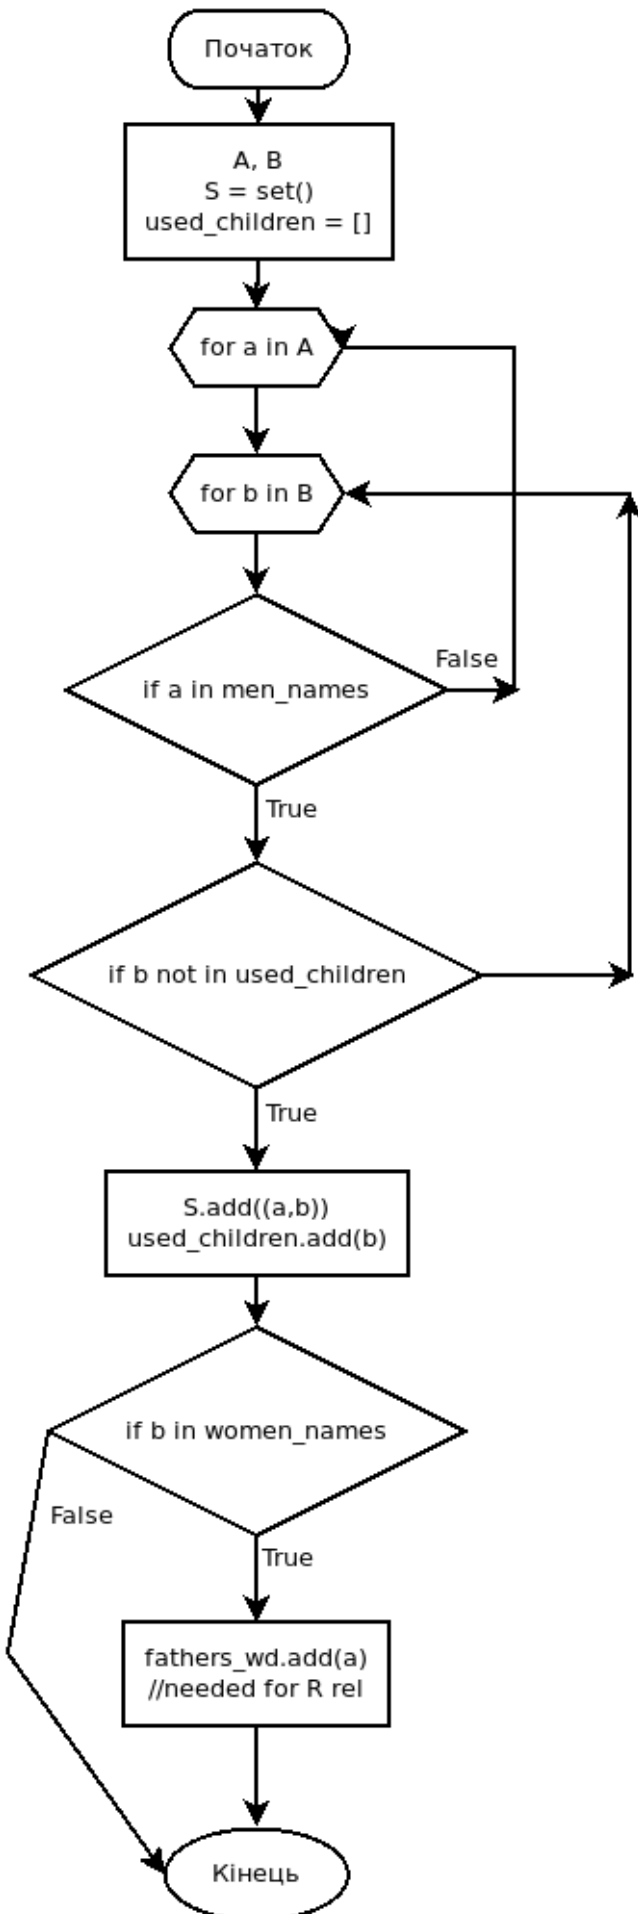 Початок
A, B
S = set()
used_children = []
for a in A
for b in B
if a in men_names
False
True
if b not in used_children
True
S.add((a,b))
used_children.add(b)
if b in women_names
False
True
fathers_wd.add(a)
//needed for R rel
Кінець